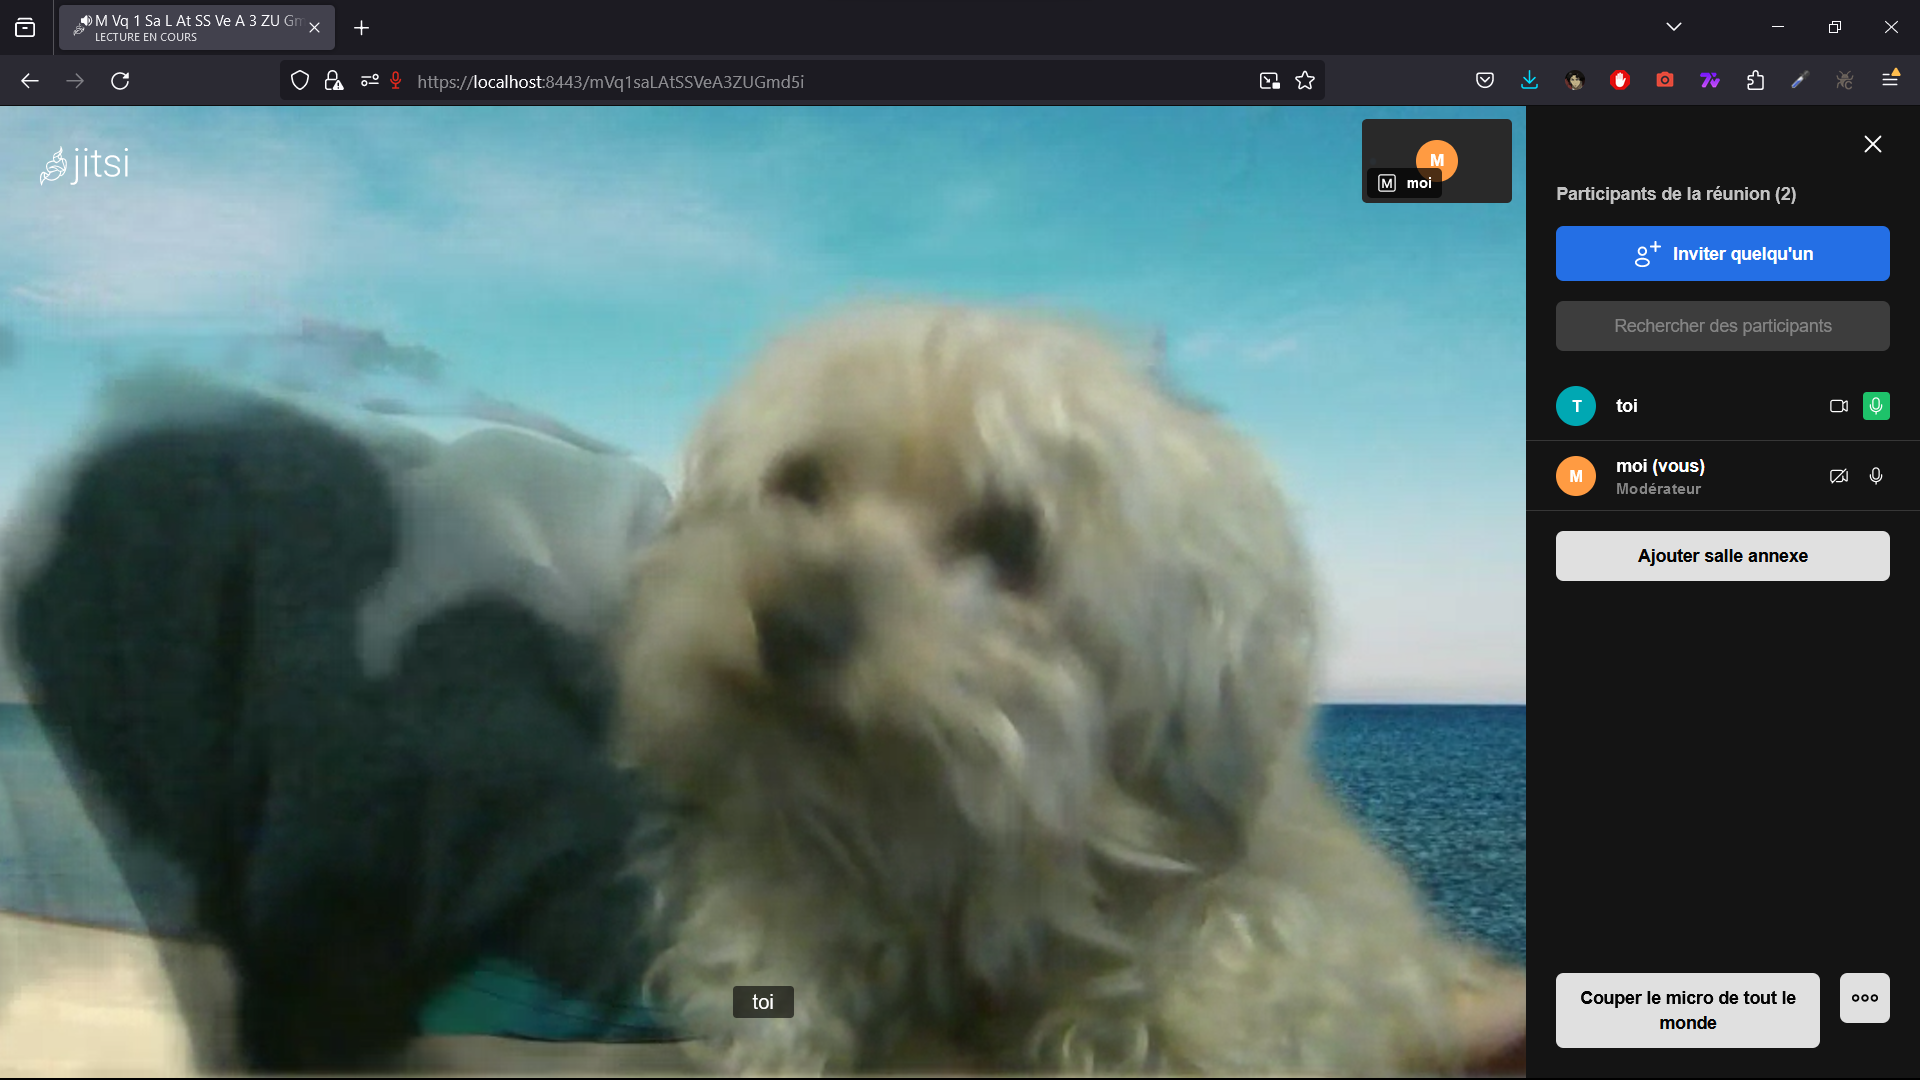 M Vq 1 Sa L At SS Ve A 3 ZU Gm
LECTURE EN COURS
https://localhost:8443/mVq1saLAtSSVeA3ZUGmd5i
jitsi
M
M moi
Participants de la réunion (2)
Inviter quelqu'un
Rechercher des participants
T toi
M moi (vous)
Modérateur
Ajouter salle annexe
toi
Couper le micro de tout le
monde